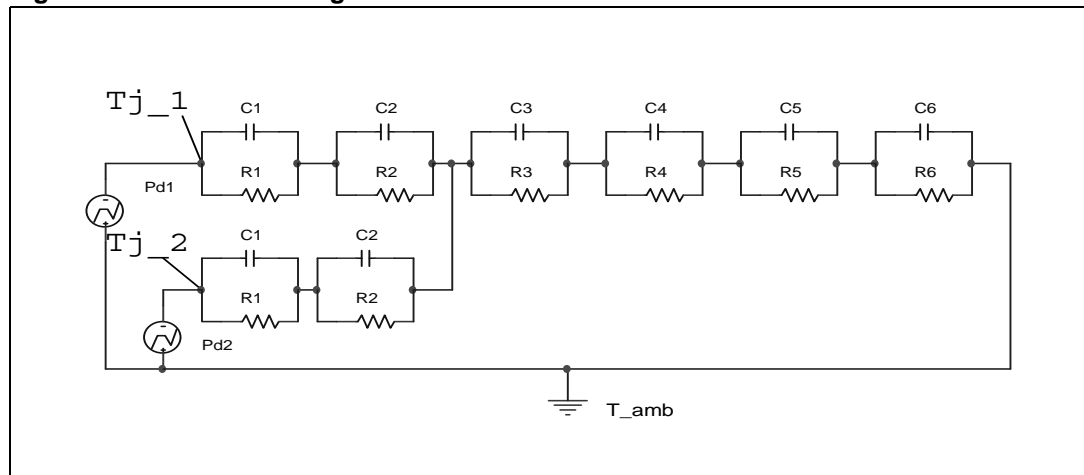 Tj_1
C1 C2 C3 C4 C5 C6
R1 R2 R3 R4 R5 R6
Pd1
Tj_2
C1 C2
R1 R2
Pd2
T_amb